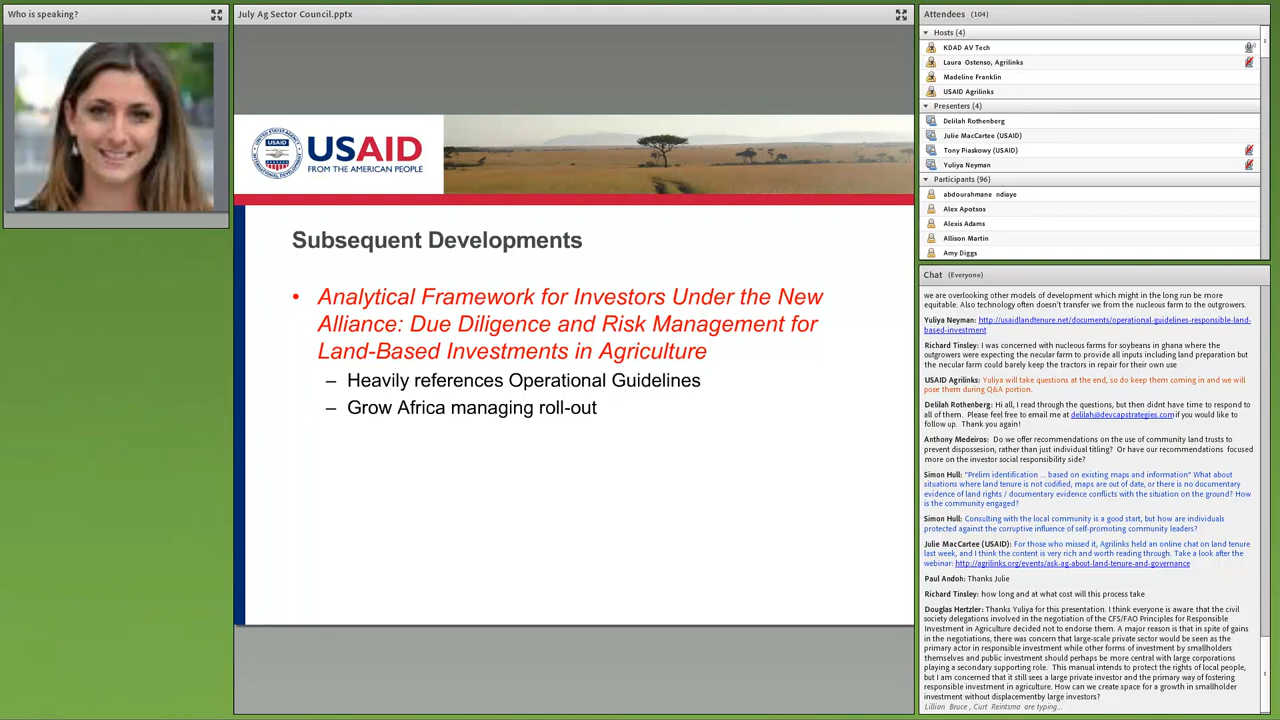 Who is speaking?
July Ag Sector Council.pptx
USAID
USAID
FROM THE AMERICAN PEOPLE
Subsequent Developments
• Analytical Framework for Investors Under the New
Alliance: Due Diligence and Risk Management for
Land-Based Investments in Agriculture
– Heavily references Operational Guidelines
– Grow Africa managing roll-out
Attendees (104)
Hosts (4)
KDAD AV Tech
Laura Ostenso, Agrilinks
Madeline Franklin
USAID Agrilinks
Presenters (4)
Delilah Rothenberg
Julie MacCartee (USAID)
Tony Piaskowy (USAID)
Yuliya Neyman
Participants (96)
abdourahmane ndiaye
Alex Apotsos
Alexis Adams
Allison Martin
Amy Diggs
Chat (Everyone)
we are overlooking other models of development which might in the long run be more
equitable. Also technology often doesn't transfer from the nucleus farm to the outgrowers.
Yuliya Neyman: http://usaidlandtenure.net/documents/operational-guidelines-responsible-land-
based-investment
Richard Tinsley: I was concerned with nucleus farms for soybeans in ghana where the
outgrowers were expecting the necular farm to provide all inputs including land preparation but
the necular farm could barely keep the tractors in repair for their own use
USAID Agrilinks: Yuliya will take questions at the end, so do keep them coming in and we will
pose them during Q&A portion.
Delilah Rothenberg: Hi all, I read through the questions, but then didnt have time to respond to
all of them. Please feel free to email me at delilah@devcapstrategies.com if you would like to
follow up. Thank you again!
Anthony Medeiros: Do we offer recommendations on the use of community land trusts to
prevent dispossession, rather than just individual titling? Or have our recommendations focused
more on the investor social responsibility side?
Simon Hull: "Prelim identification ... based on existing maps and information" What about
situations where land tenure is not codified, maps are out of date, or there is no documentary
evidence of land rights / documentary evidence conflicts with the situation on the ground? How
is the community engaged?
Simon Hull: Consulting with the local community is a good start, but how are individuals
protected against the corruptive influence of self-promoting community leaders?
Julie MacCartee (USAID): For those who missed it, Agrilinks held an online chat on land tenure
last week, and I think the content is very rich and worth reading through. Take a look after the
webinar: http://agrilinks.org/events/ask-ag-about-land-tenure-and-governance
Paul Andoh: Thanks Julie
Richard Tinsley: how long and at what cost will this process take
Douglas Hertzler: Thanks Yuliya for this presentation. I think everyone is aware that the civil
society delegations involved in the negotiation of the CFS/FAO Principles for Responsible
Investment in Agriculture decided not to endorse them. A major reason is that in spite of gains
in the negotiations, there was concern that large-scale private sector would be seen as the
primary actor in responsible investment while other forms of investment by smallholders
themselves and public investment should perhaps be more central with large corporations
playing a secondary supporting role. This manual intends to protect the rights of local people,
but I am concerned that it still sees a large private investor and the primary way of fostering
responsible investment in agriculture. How can we create space for a growth in smallholder
investment without displacementby large investors?
Lillian Bruce , Curt Reintsma are typing...